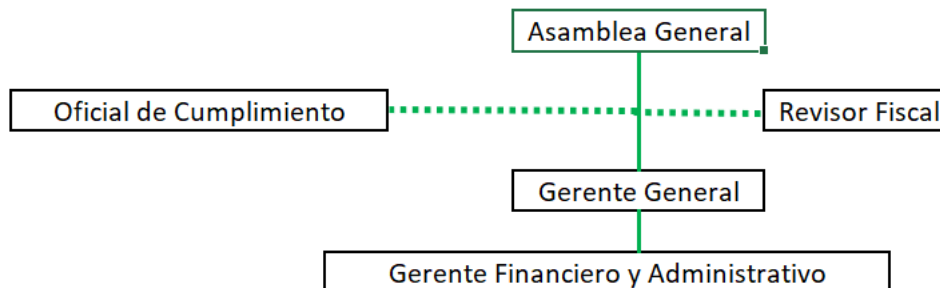 Asamblea General
Oficial de Cumplimiento
Revisor Fiscal
Gerente General
Gerente Financiero y Administrativo